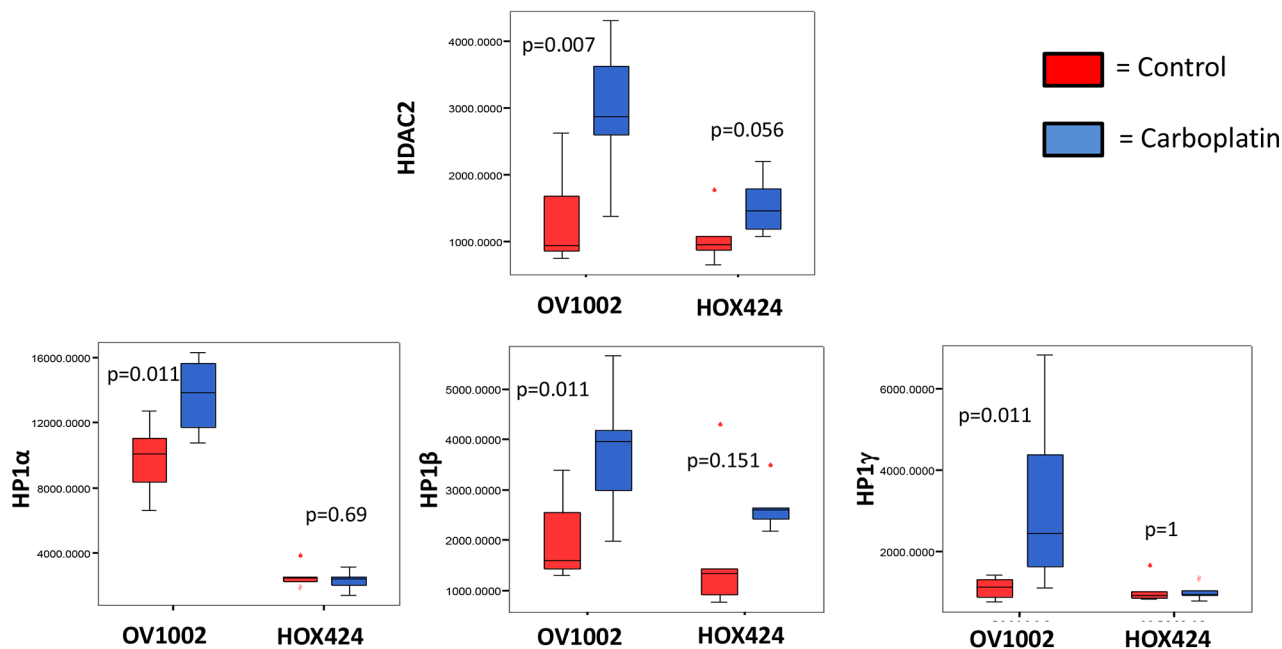 HDAC2
4000.0000
3000.0000
2000.0000
1000.0000
p=0.007
p=0.056
OV1002
HOX424
= Control
= Carboplatin
HP1α
16000.0000
12000.0000
8000.0000
4000.0000
p=0.011
p=0.69
OV1002
HOX424
HP1β
5000.0000
4000.0000
3000.0000
2000.0000
1000.0000
p=0.011
p=0.151
OV1002
HOX424
HP1γ
6000.0000
4000.0000
2000.0000
p=0.011
p=1
OV1002
HOX424